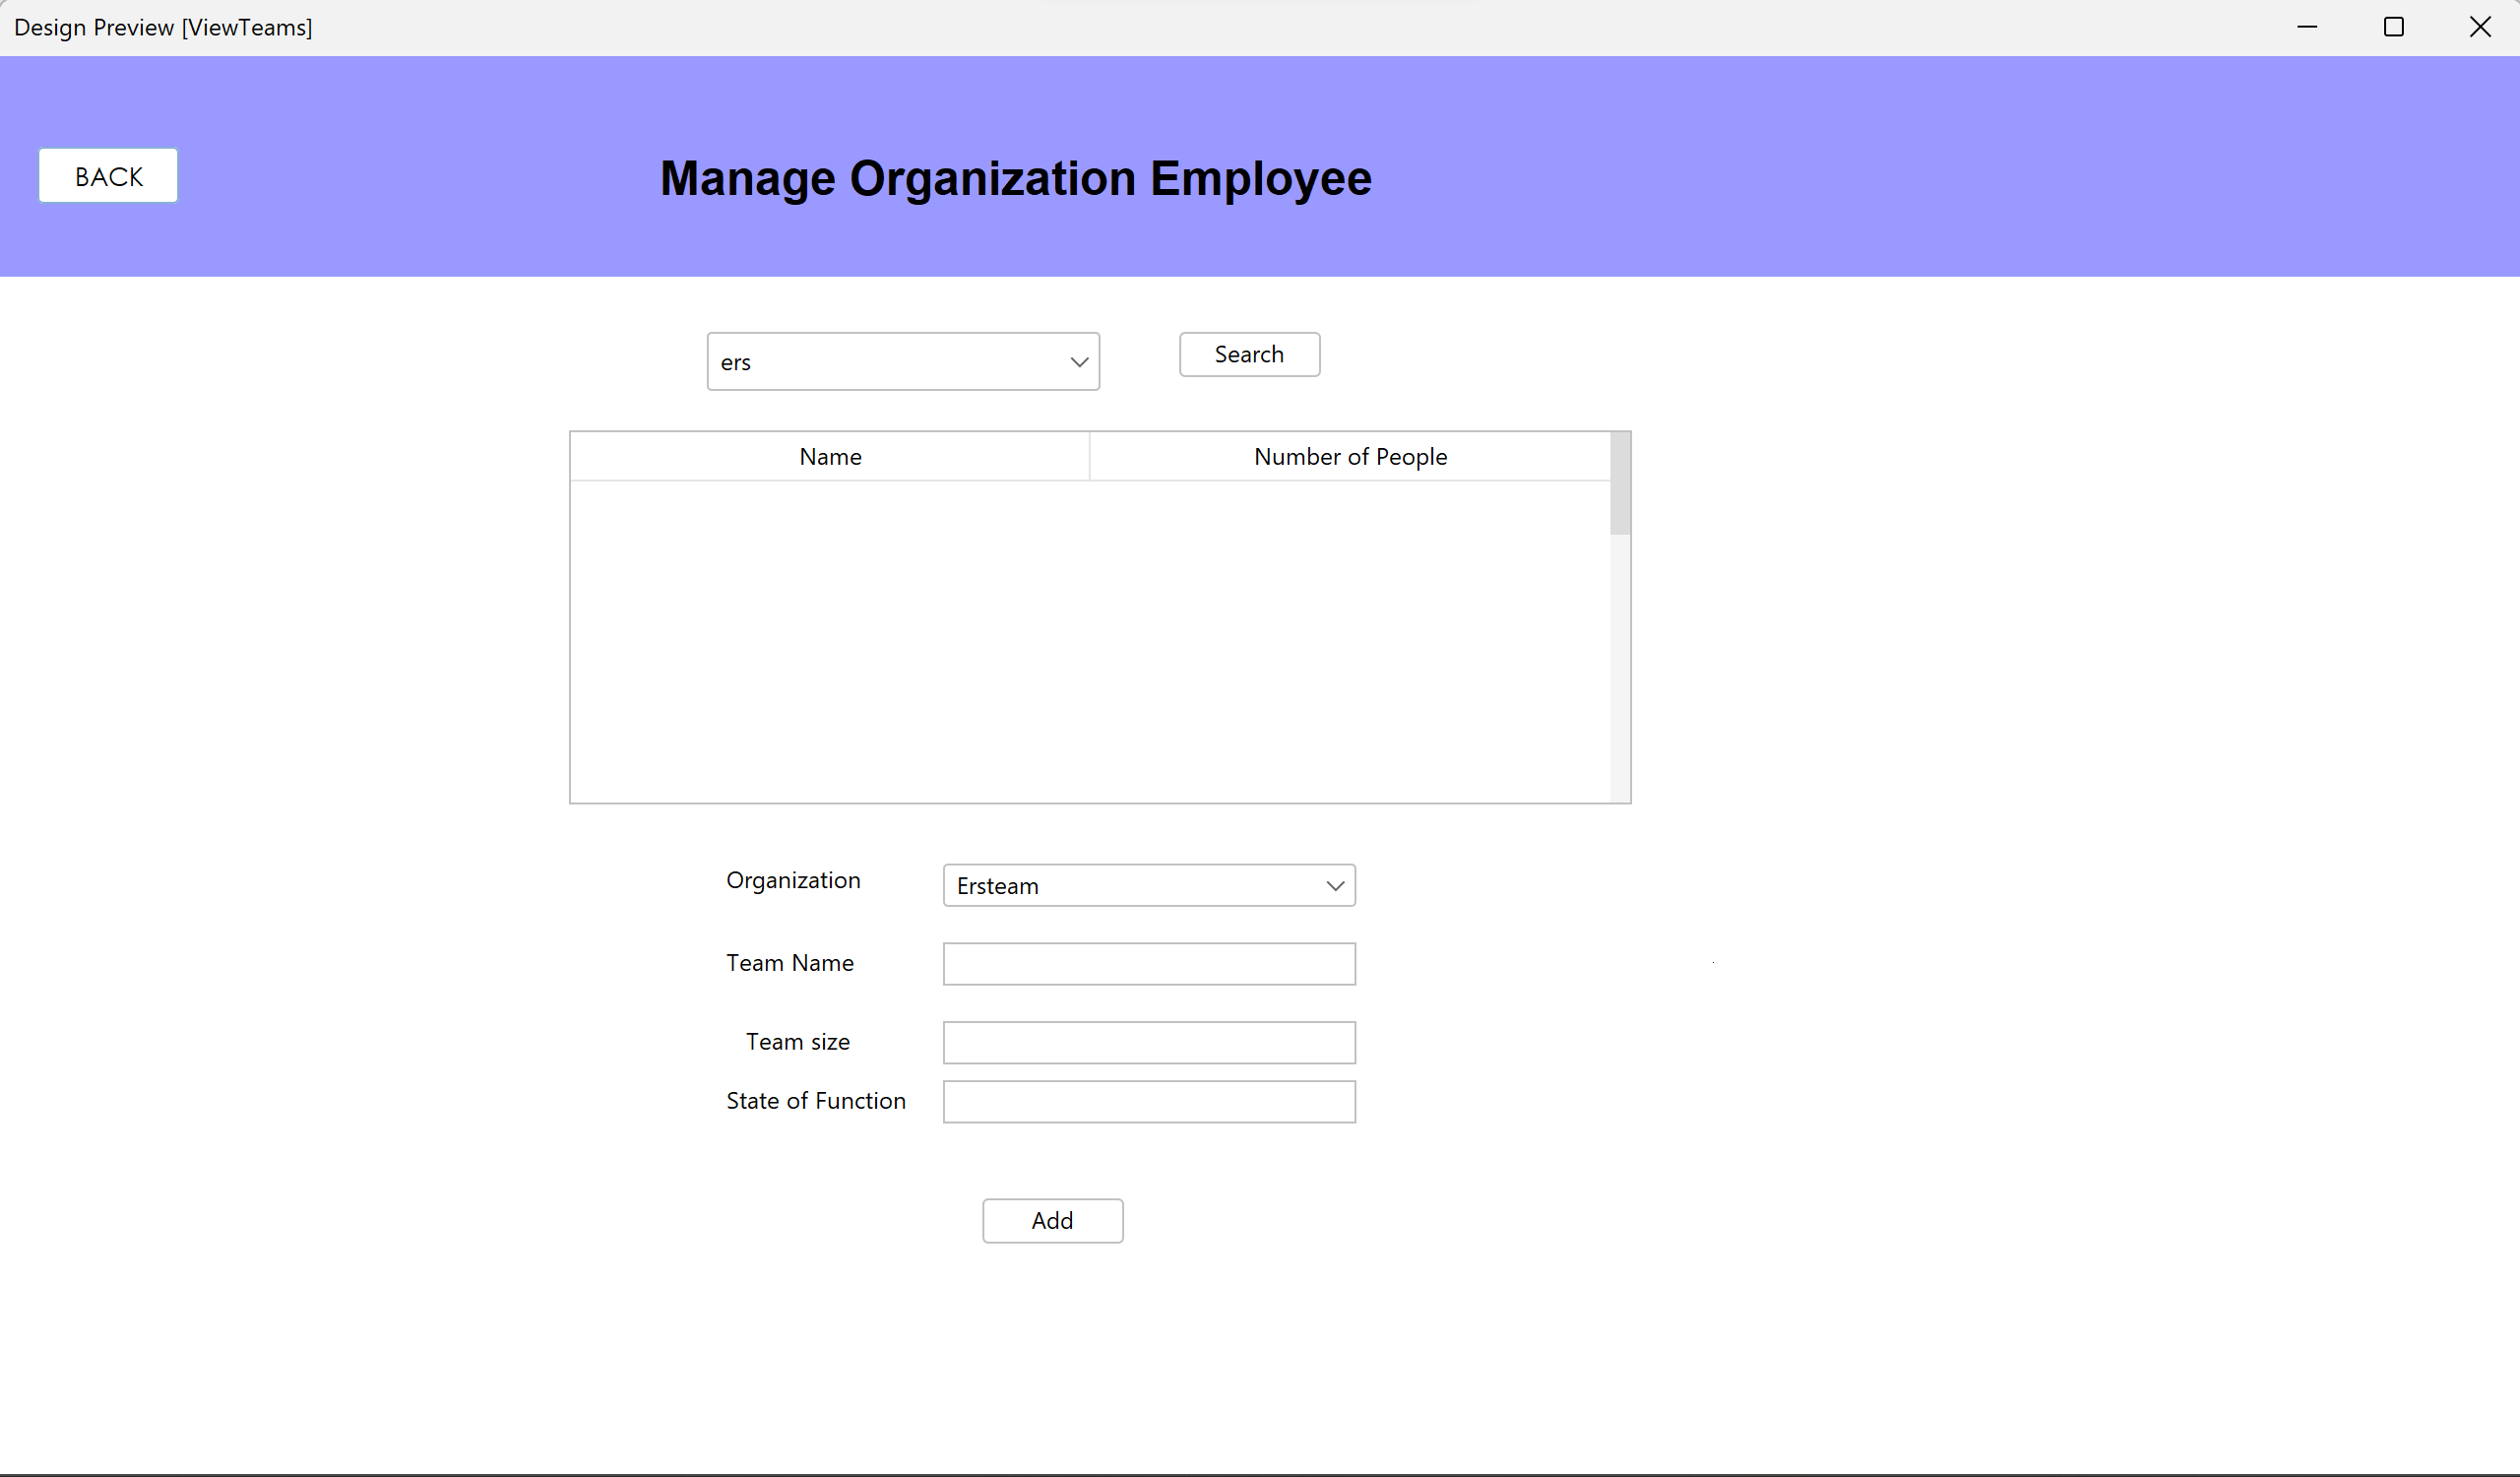 Design Preview [ViewTeams]
BACK
Manage Organization Employee
ers
Search
Name
Number of People
Organization
Ersteam
Team Name
Team size
State of Function
Add